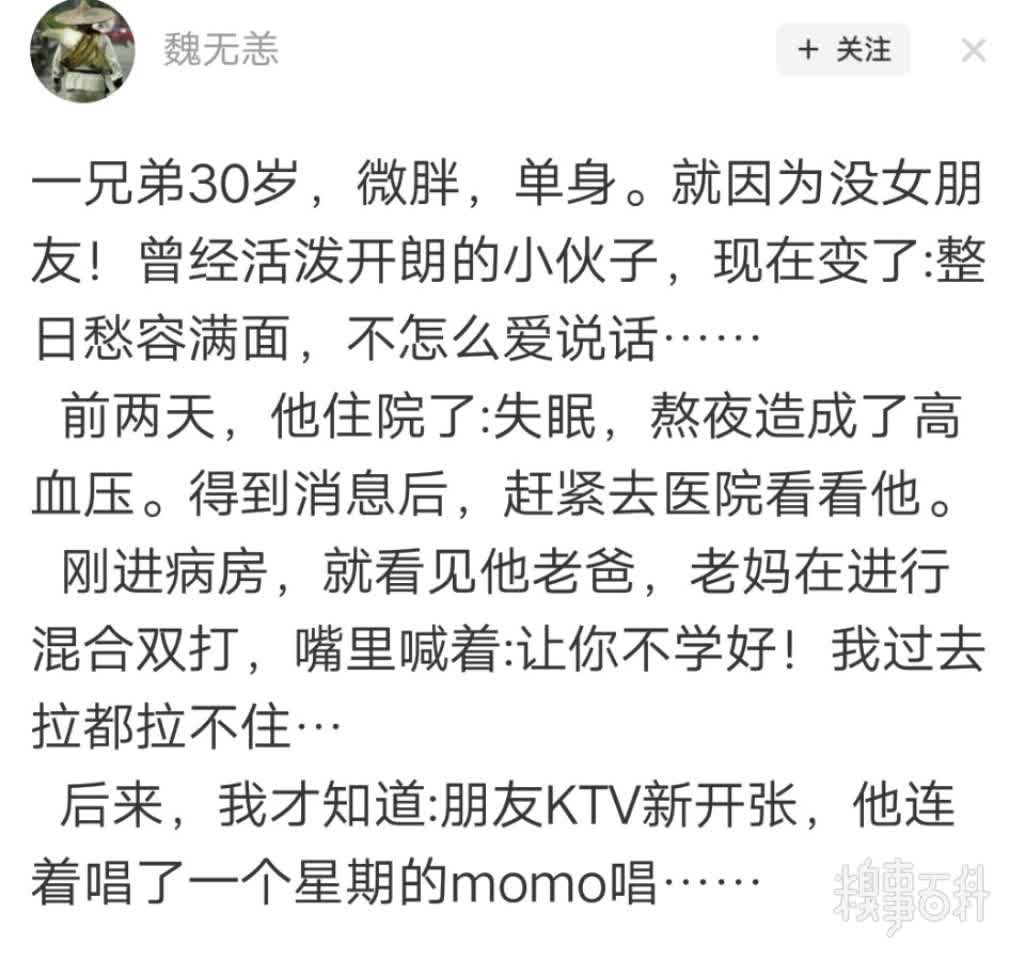 魏无恙
+ 关注 ×
一兄弟30岁，微胖，单身。就因为没女朋
友！曾经活泼开朗的小伙子，现在变了:整
日愁容满面，不怎么爱说话……
前两天，他住院了:失眠，熬夜造成了高
血压。得到消息后，赶紧去医院看看他。
刚进病房，就看见他老爸，老妈在进行
混合双打，嘴里喊着:让你不学好！我过去
拉都拉不住…
后来，我才知道:朋友KTV新开张，他连
着唱了一个星期的momo唱……
糗事百科